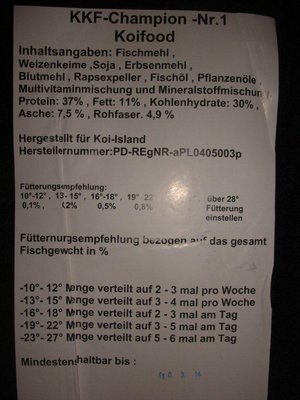 KKF-Champion -Nr.1
Koifood
Inhaltsangaben: Fischmehl,
Weizenkeime ,Soja , Erbsenmehl,
Blutmehl , Rapsexpeller , Fischöl , Pflanzenöle,
Multivitaminmischung und Mineralstoffmischung
Protein: 37% , Fett: 11% , Kohlenhydrate: 30% ,
Asche: 7,5 % , Rohfaser: 4,9 %
Hergestellt für Koi-Island
Herstellernummer:PD-REgNR-aPL0405003p
Fütterungsempfehlung:
10°-12°, 13- 15°, 16°-18°, 19° über 28°
0,1%, 0,5% 0,8% Fütterung
einstellen
Fütternungsempfehlung bezogen auf das gesamt
Fischgewcht in %
-10°- 12° Menge verteilt auf 2 - 3 mal pro Woche
-13°- 15° Menge verteilt auf 3 - 4 mal pro Woche
-16°- 18° Menge verteilt auf 2 - 3 mal am Tag
-19°- 22° Menge verteilt auf 3 - 5 mal am Tag
-23°- 27° Menge verteilt auf 5 - 6 mal am Tag
Mindestenshaltbar bis :